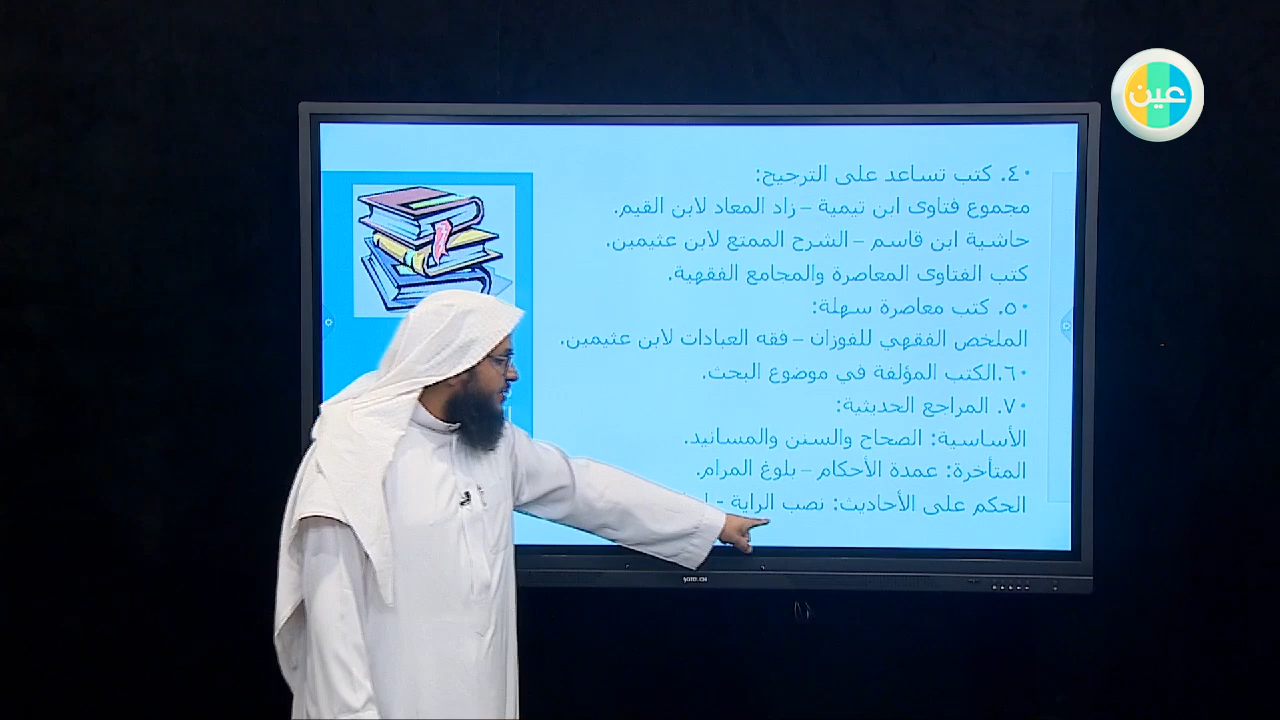 عين
•٤. كتب تساعد على الترجيح:
مجموع فتاوى ابن تيمية – زاد المعاد لابن القيم.
حاشية ابن قاسم – الشرح الممتع لابن عثيمين.
كتب الفتاوى المعاصرة والمجامع الفقهية.
•٥. كتب معاصرة سهلة:
الملخص الفقهي للفوزان – فقه العبادات لابن عثيمين.
•٦.الكتب المؤلفة في موضوع البحث.
•٧. المراجع الحديثية:
الأساسية: الصحاح والسنن والمسانيد.
المتأخرة: عمدة الأحكام – بلوغ المرام.
الحكم على الأحاديث: نصب الراية -